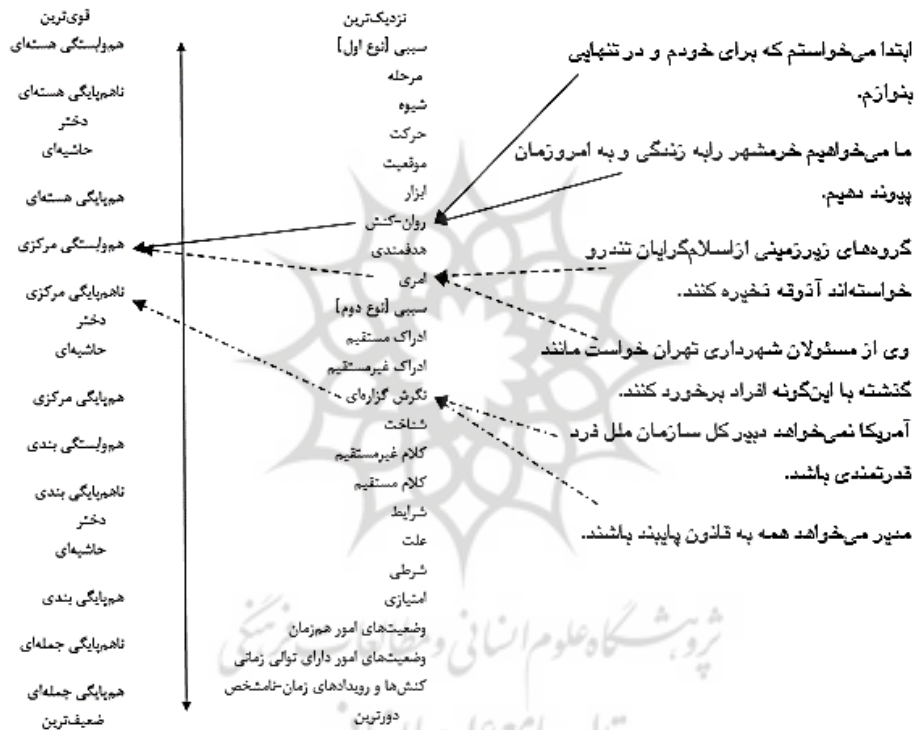 ابتدا می‌خواستم که برای خودم و در تنهایی
بنوازم.
ما می‌خواهیم خرمشهر رابه زندگی و به امروزمان
پیوند دهیم.
گروه‌های زیرزمینی ازاسلام‌گرایان تندرو
خواسته‌اند آذوقه ذخیره کنند.
وی از مسئولان شهرداری تهران خواست مانند
گذشته با این‌گونه افراد برخورد کنند.
آمریکا نمی‌خواهد دبیر کل سازمان ملل فرد
قدرتمندی باشد.
مدیر می‌خواهد همه به قانون پایبند باشند.
نزدیک‌ترین
سببی [نوع اول]
مرحله
شیوه
حرکت
موقعیت
ابزار
روان-کنش
هدفمندی
امری
سببی [نوع دوم]
ادراک مستقیم
ادراک غیرمستقیم
نگرش گزاره‌ای
شناخت
کلام غیرمستقیم
کلام مستقیم
شرایط
علت
شرطی
امتیازی
وضعیت‌های امور هم‌زمان
وضعیت‌های امور دارای توالی زمانی
کنش‌ها و رویدادهای زمان-نامشخص
دورترین
قوی‌ترین
هم‌وابستگی هسته‌ای
ناهم‌پایگی هسته‌ای
دختر
حاشیه‌ای
هم‌پایگی هسته‌ای
هم‌وابستگی مرکزی
ناهم‌پایگی مرکزی
دختر
حاشیه‌ای
هم‌پایگی مرکزی
هم‌وابستگی بندی
ناهم‌پایگی بندی
دختر
حاشیه‌ای
هم‌پایگی بندی
ناهم‌پایگی جمله‌ای
هم‌پایگی جمله‌ای
ضعیف‌ترین
پژوهشگاه علوم انسانی و مطالعات فرهنگی